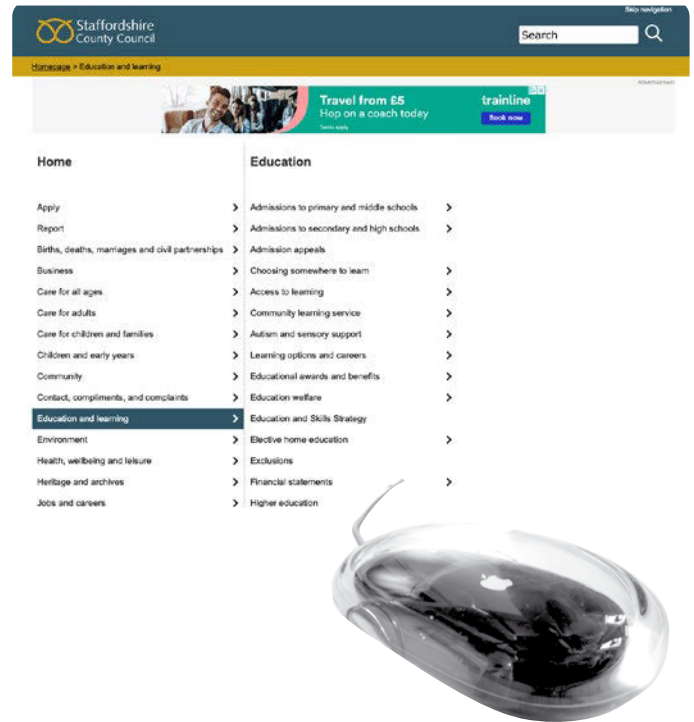 Skip navigation
Staffordshire
County Council
Search
Homepage > Education and learning
Advertisement
Travel from £5
Hop on a coach today
Terms apply
trainline
Book now
Home
Apply
Report
Births, deaths, marriages and civil partnerships
Business
Care for all ages
Care for adults
Care for children and families
Children and early years
Community
Contact, compliments, and complaints
Education and learning
Environment
Health, wellbeing and leisure
Heritage and archives
Jobs and careers
Education
Admissions to primary and middle schools
Admissions to secondary and high schools
Admission appeals
Choosing somewhere to learn
Access to learning
Community learning service
Autism and sensory support
Learning options and careers
Educational awards and benefits
Education welfare
Education and Skills Strategy
Elective home education
Exclusions
Financial statements
Higher education